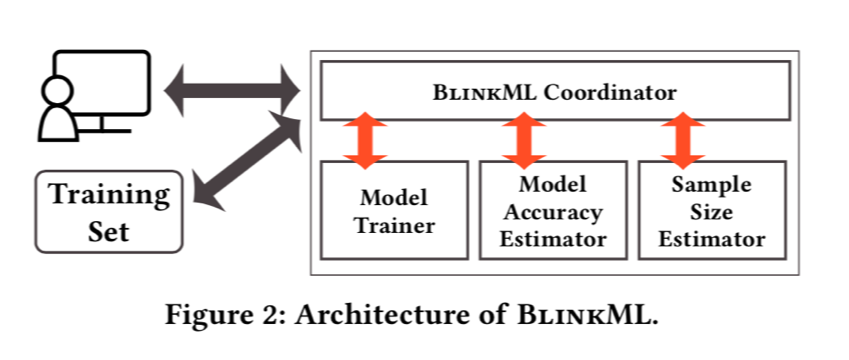 BLINKML Coordinator
Training
Set
Model
Trainer
Model
Accuracy
Estimator
Sample
Size
Estimator
Figure 2: Architecture of BLINKML.